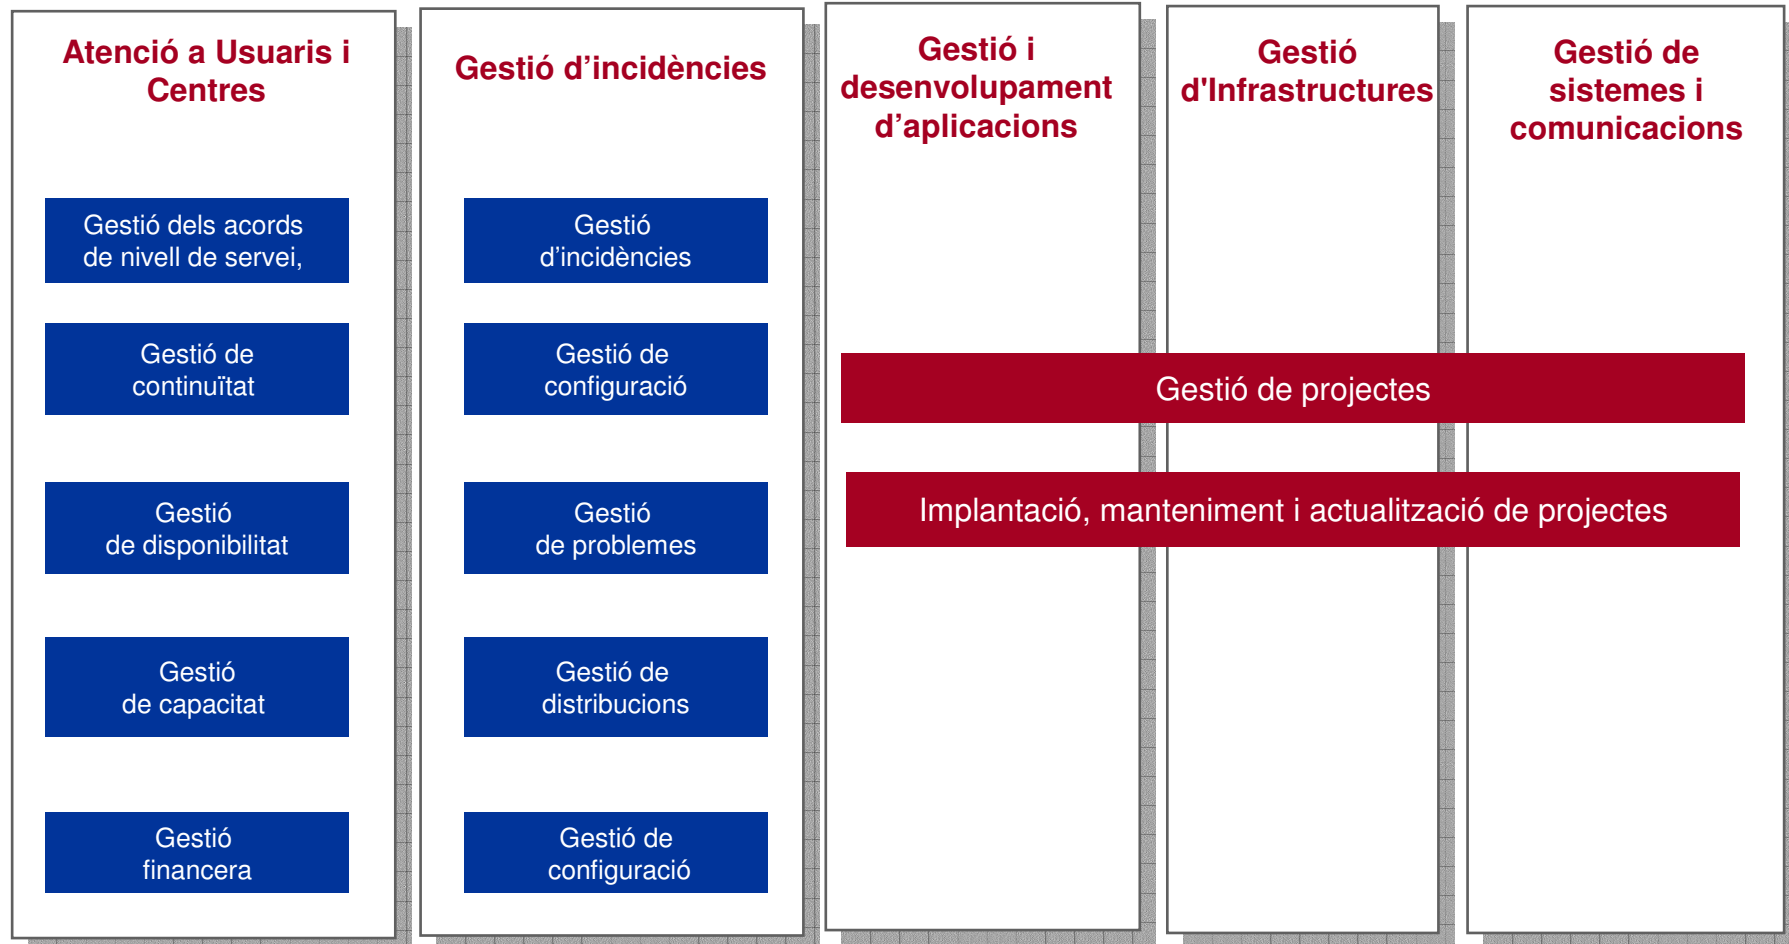 Atenció a Usuaris i
Centres
Gestió dels acords
de nivell de servei,
Gestió de
continuïtat
Gestió
de disponibilitat
Gestió
de capacitat
Gestió
financera
Gestió d’incidències
Gestió
d’incidències
Gestió de
configuració
Gestió
de problemes
Gestió de
distribucions
Gestió de
configuració
Gestió i
desenvolupament
d’aplicacions
Gestió
d'Infrastructures
Gestió de
sistemes i
comunicacions
Gestió de projectes
Implantació, manteniment i actualització de projectes